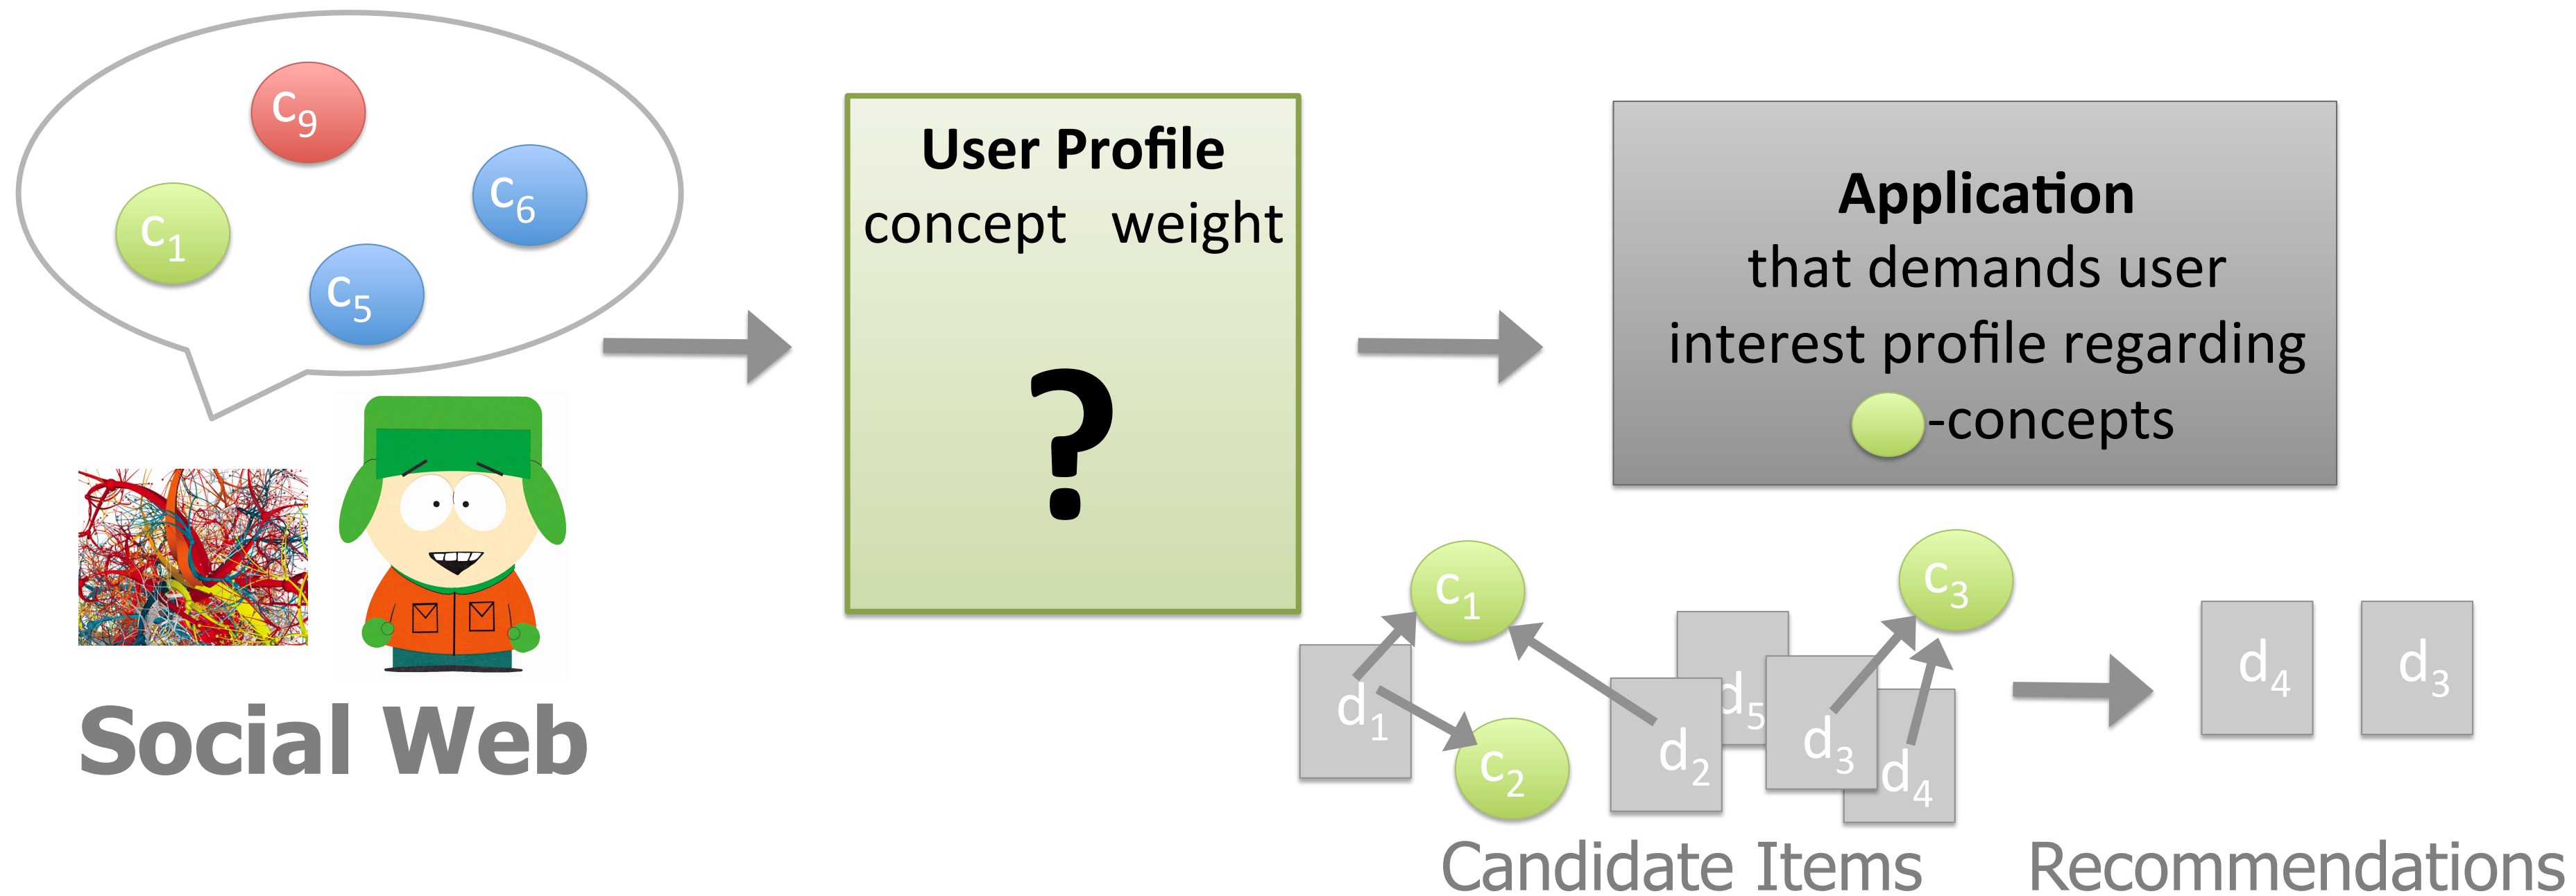 c9
c6
c1
c5
Social Web
User Profile
concept weight
?
Application
that demands user
interest profile regarding
-concepts
c1
c3
d1
d5
d2
d3
d4
c2
Candidate Items
d4
d3
Recommendations